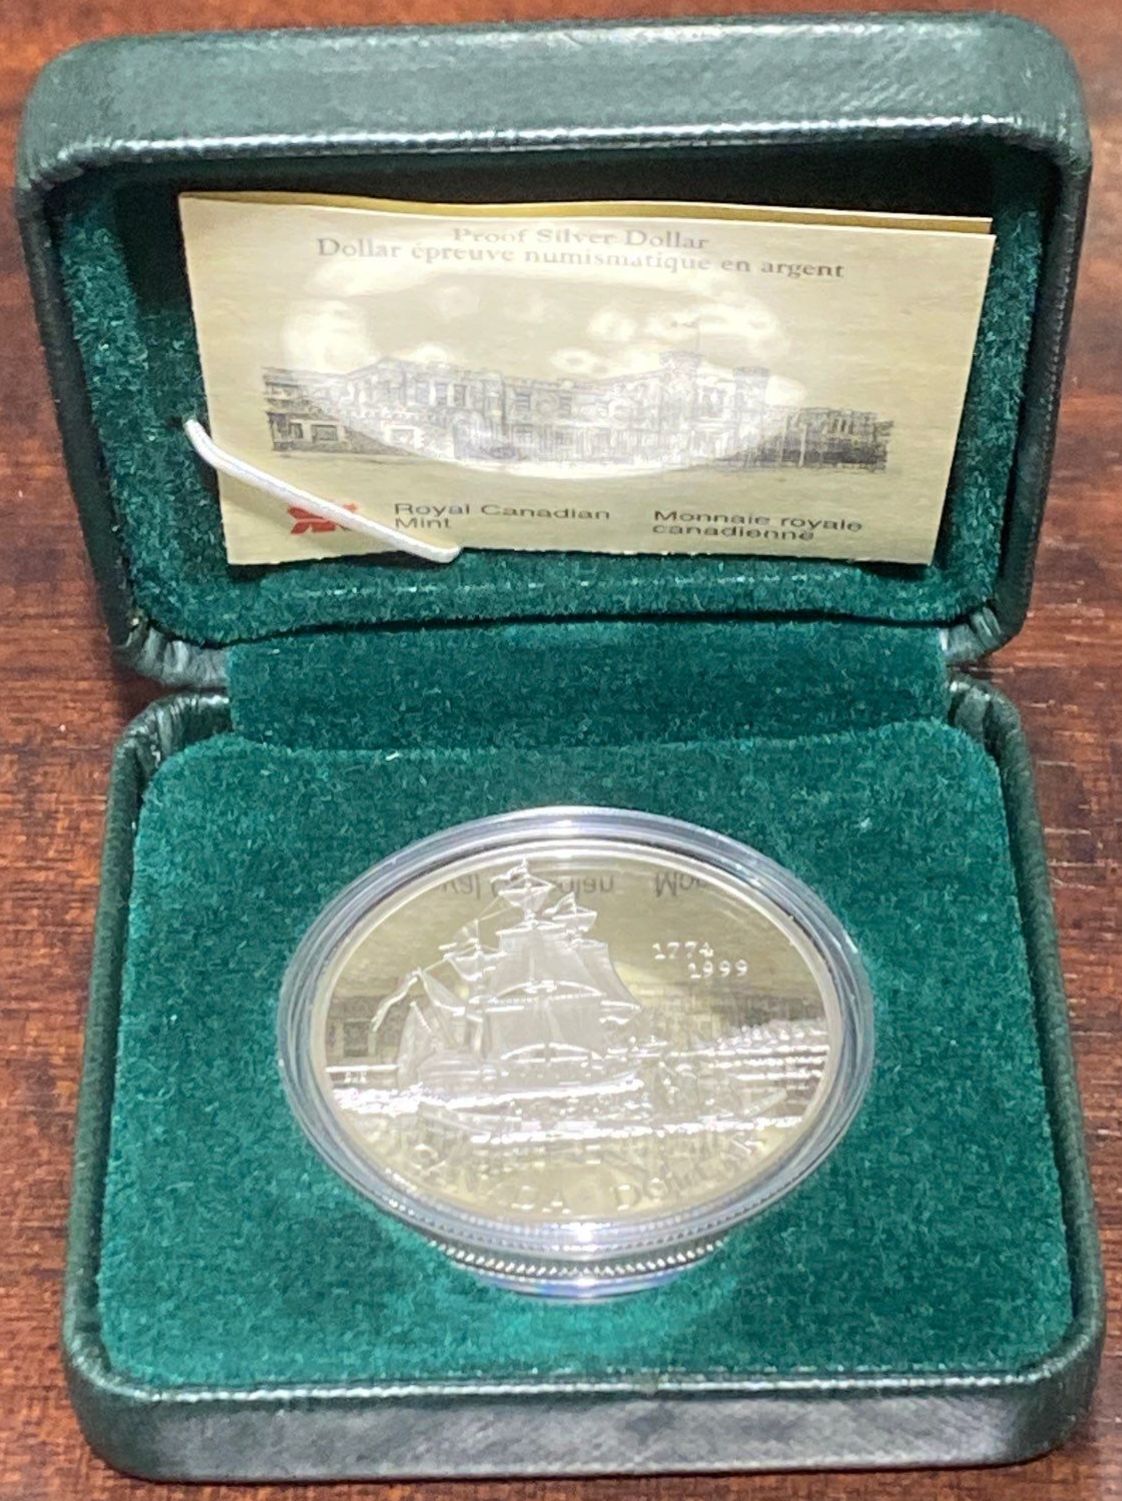 Proof Silver Dollar
Dollar épreuve numismatique en argent
Royal Canadian
Mint
Monnaie royale
canadienne
1774
1999
CANADA DOLLAR